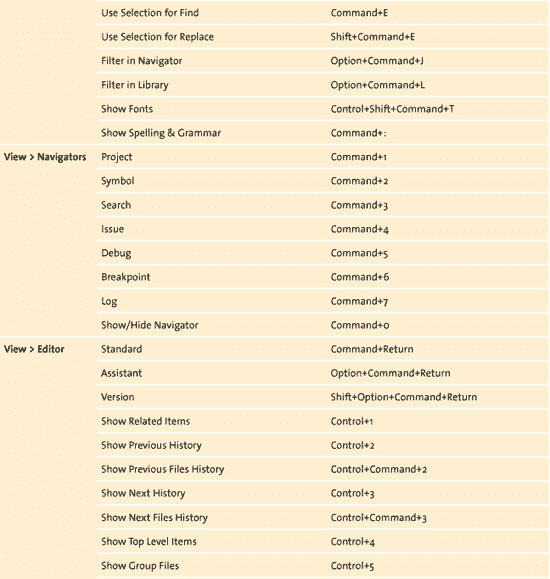 Use Selection for Find Command+E
Use Selection for Replace Shift+Command+E
Filter in Navigator Option+Command+J
Filter in Library Option+Command+L
Show Fonts Control+Shift+Command+T
Show Spelling & Grammar Command+:
View > Navigators Project Command+1
Symbol Command+2
Search Command+3
Issue Command+4
Debug Command+5
Breakpoint Command+6
Log Command+7
Show/Hide Navigator Command+0
View > Editor Standard Command+Return
Assistant Option+Command+Return
Version Shift+Option+Command+Return
Show Related Items Control+1
Show Previous History Control+2
Show Previous Files History Control+Command+2
Show Next History Control+3
Show Next Files History Control+Command+3
Show Top Level Items Control+4
Show Group Files Control+5